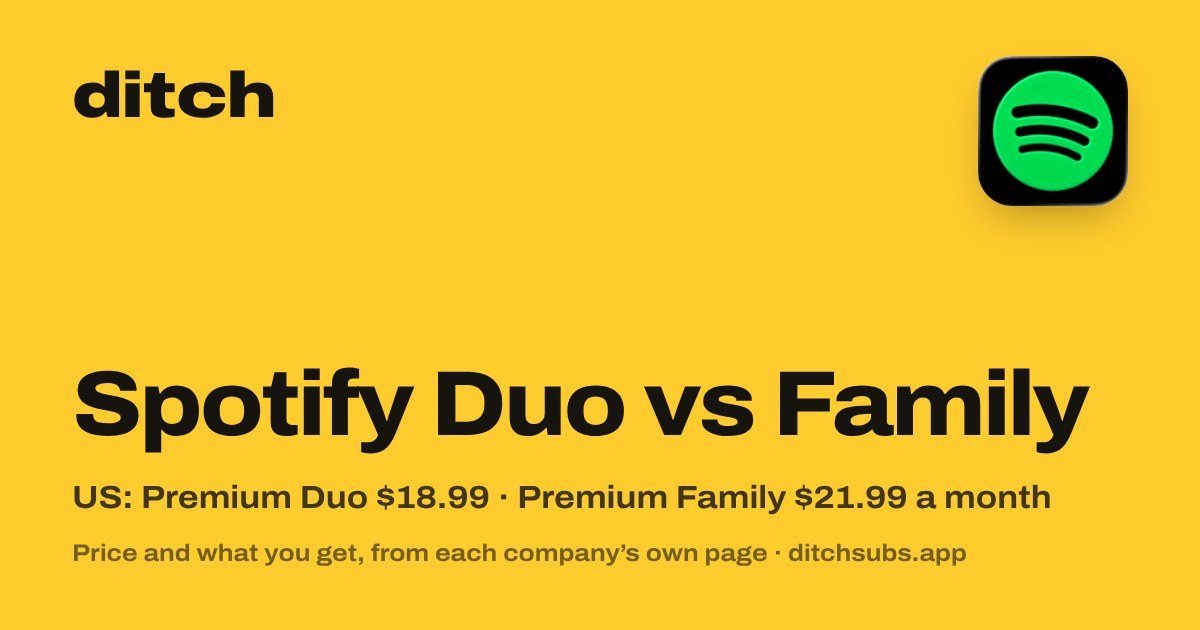 ditch
Spotify Duo vs Family
US: Premium Duo $18.99 · Premium Family $21.99 a month
Price and what you get, from each company’s own page · ditchsubs.app